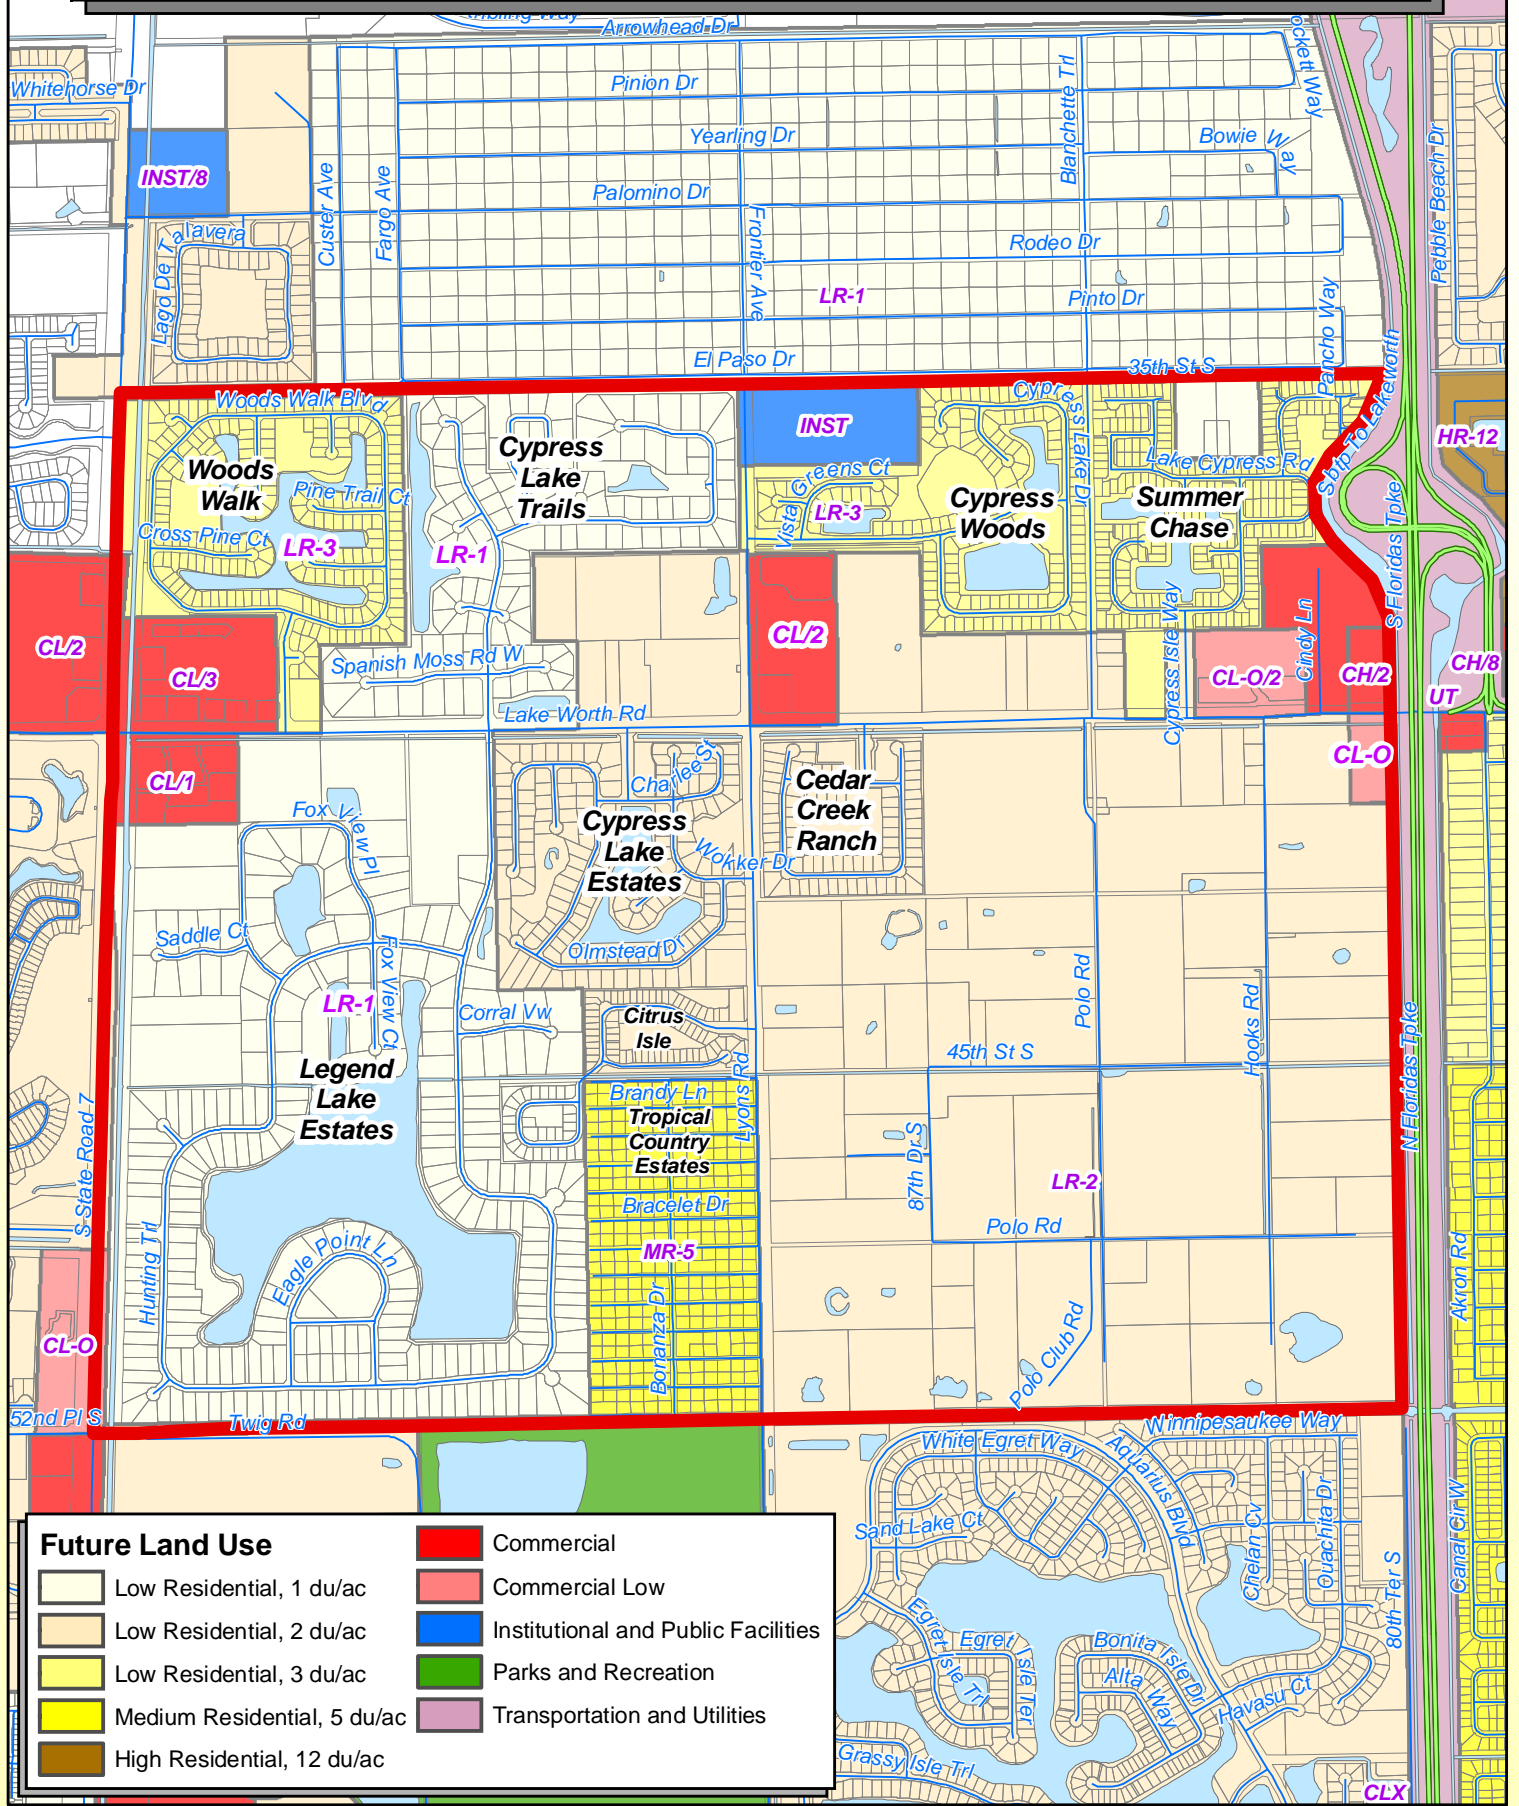 Arrowhead Dr
Whitehorse Dr
Pinion Dr
Blanchette Trl
Yearling Dr
Bowie Way
Pebble Beach Dr
INST/8
Custer Ave
Fargo Ave
Palomino Dr
Lago De Talavera
Frontier Ave
Rodeo Dr
LR-1
Pinto Dr
Pancho Way
El Paso Dr
35th St S
Woods Walk Blvd
Cypress Lake Dr
S Rtp To Lakeworth
INST
HR-12
Woods
Walk
Cypress
Lake
Trails
Lake Cypress Rd
Vista Greens Ct
Pine Trail Ct
LR-3
Cypress
Woods
Summer
Chase
Cross Pine Ct
LR-3
LR-1
S Floridas Tpke
CL/2
CL/3
Spanish Moss Rd W
CL/2
Cypress Isle Way
CL-O/2
Cindy Ln
CH/2
CH/8
UT
Lake Worth Rd
CL-O
CL/1
Charlee St
Cedar
Creek
Ranch
Fox View Pl
Cypress
Lake
Estates
Wokker Dr
Saddle Ct
Olmstead Dr
Fox View Ct
Polo Rd
Hooks Rd
LR-1
Corral Vw
Citrus
Isle
N Floridas Tpke
45th St S
Legend
Lake
Estates
Lyons Rd
Brandy Ln
Tropical
Country
Estates
S State Road 7
87th Dr S
LR-2
Bracelet Dr
Polo Rd
Hunting Trl
Eagle Point Ln
MR-5
Akron Rd
Bonanza Dr
Polo Club Rd
CL-O
52nd Pl S
Twig Rd
Winnipesaukee Way
White Egret Way
Aquarius Blvd
Sand Lake Ct
Chelan Cv
Ouachita Dr
Canal Cir W
80th Ter S
Egret Isle Trl
Egret Isle Ter
Bonita Isle Dr
Alta Way
Havasu Ct
Grassy Isle Trl
CLX
Future Land Use
Low Residential, 1 du/ac
Low Residential, 2 du/ac
Low Residential, 3 du/ac
Medium Residential, 5 du/ac
High Residential, 12 du/ac
Commercial
Commercial Low
Institutional and Public Facilities
Parks and Recreation
Transportation and Utilities